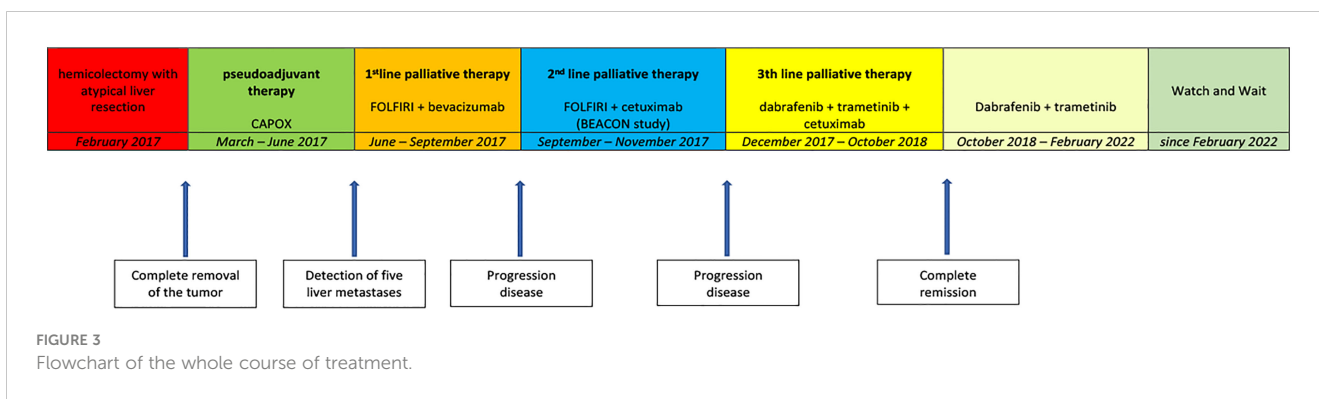 hemicolectomy with
atypical liver
resection
February 2017
pseudoadjuvant
therapy
CAPOX
March – June 2017
1stline palliative therapy
FOLFIRI + bevacizumab
June – September 2017
2nd line palliative therapy
FOLFIRI + cetuximab
(BEACON study)
September – November 2017
3th line palliative therapy
dabrafenib + trametinib +
cetuximab
December 2017 – October 2018
Dabrafenib + trametinib
October 2018 – February 2022
Watch and Wait
since February 2022
Complete removal
of the tumor
Detection of five
liver metastases
Progression
disease
Progression
disease
Complete
remission
FIGURE 3
Flowchart of the whole course of treatment.